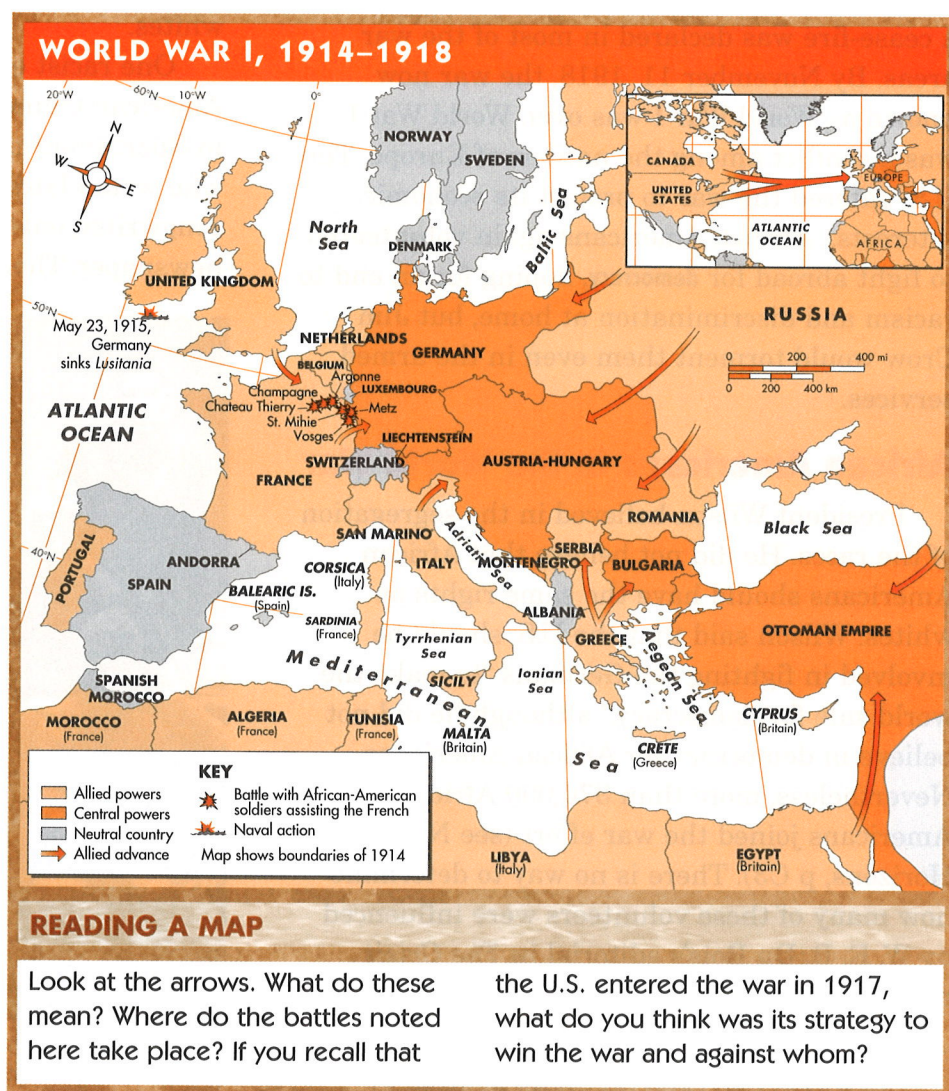 WORLD WAR I, 1914–1918
20°W
60°N
10°W
0°
N
W
E
S
NORWAY
SWEDEN
CANADA
UNITED
STATES
EUROPE
ATLANTIC
OCEAN
AFRICA
North
Sea
Baltic Sea
DENMARK
UNITED KINGDOM
50°N
May 23, 1915,
Germany
sinks Lusitania
RUSSIA
0 200 400 mi
0 200 400 km
NETHERLANDS
GERMANY
BELGIUM
Argonne
LUXEMBOURG
Champagne
Chateau Thierry
Metz
St. Mihie
Vosges
ATLANTIC
OCEAN
LIECHTENSTEIN
SWITZERLAND
AUSTRIA-HUNGARY
FRANCE
ROMANIA
Black Sea
SAN MARINO
Adriatic Sea
40°N
PORTUGAL
ANDORRA
SPAIN
CORSICA
(Italy)
ITALY
SERBIA
MONTENEGRO
BULGARIA
BALEARIC IS.
(Spain)
ALBANIA
SARDINIA
(France)
Tyrrhenian
Sea
GREECE
Aegean Sea
OTTOMAN EMPIRE
Mediterranean
Sea
SICILY
Ionian
Sea
SPANISH
MOROCCO
MOROCCO
(France)
ALGERIA
(France)
TUNISIA
(France)
MALTA
(Britain)
CRETE
(Greece)
CYPRUS
(Britain)
LIBYA
(Italy)
EGYPT
(Britain)
KEY
Allied powers
Central powers
Neutral country
Allied advance
Battle with African-American
soldiers assisting the French
Naval action
Map shows boundaries of 1914
READING A MAP
Look at the arrows. What do these
mean? Where do the battles noted
here take place? If you recall that
the U.S. entered the war in 1917,
what do you think was its strategy to
win the war and against whom?